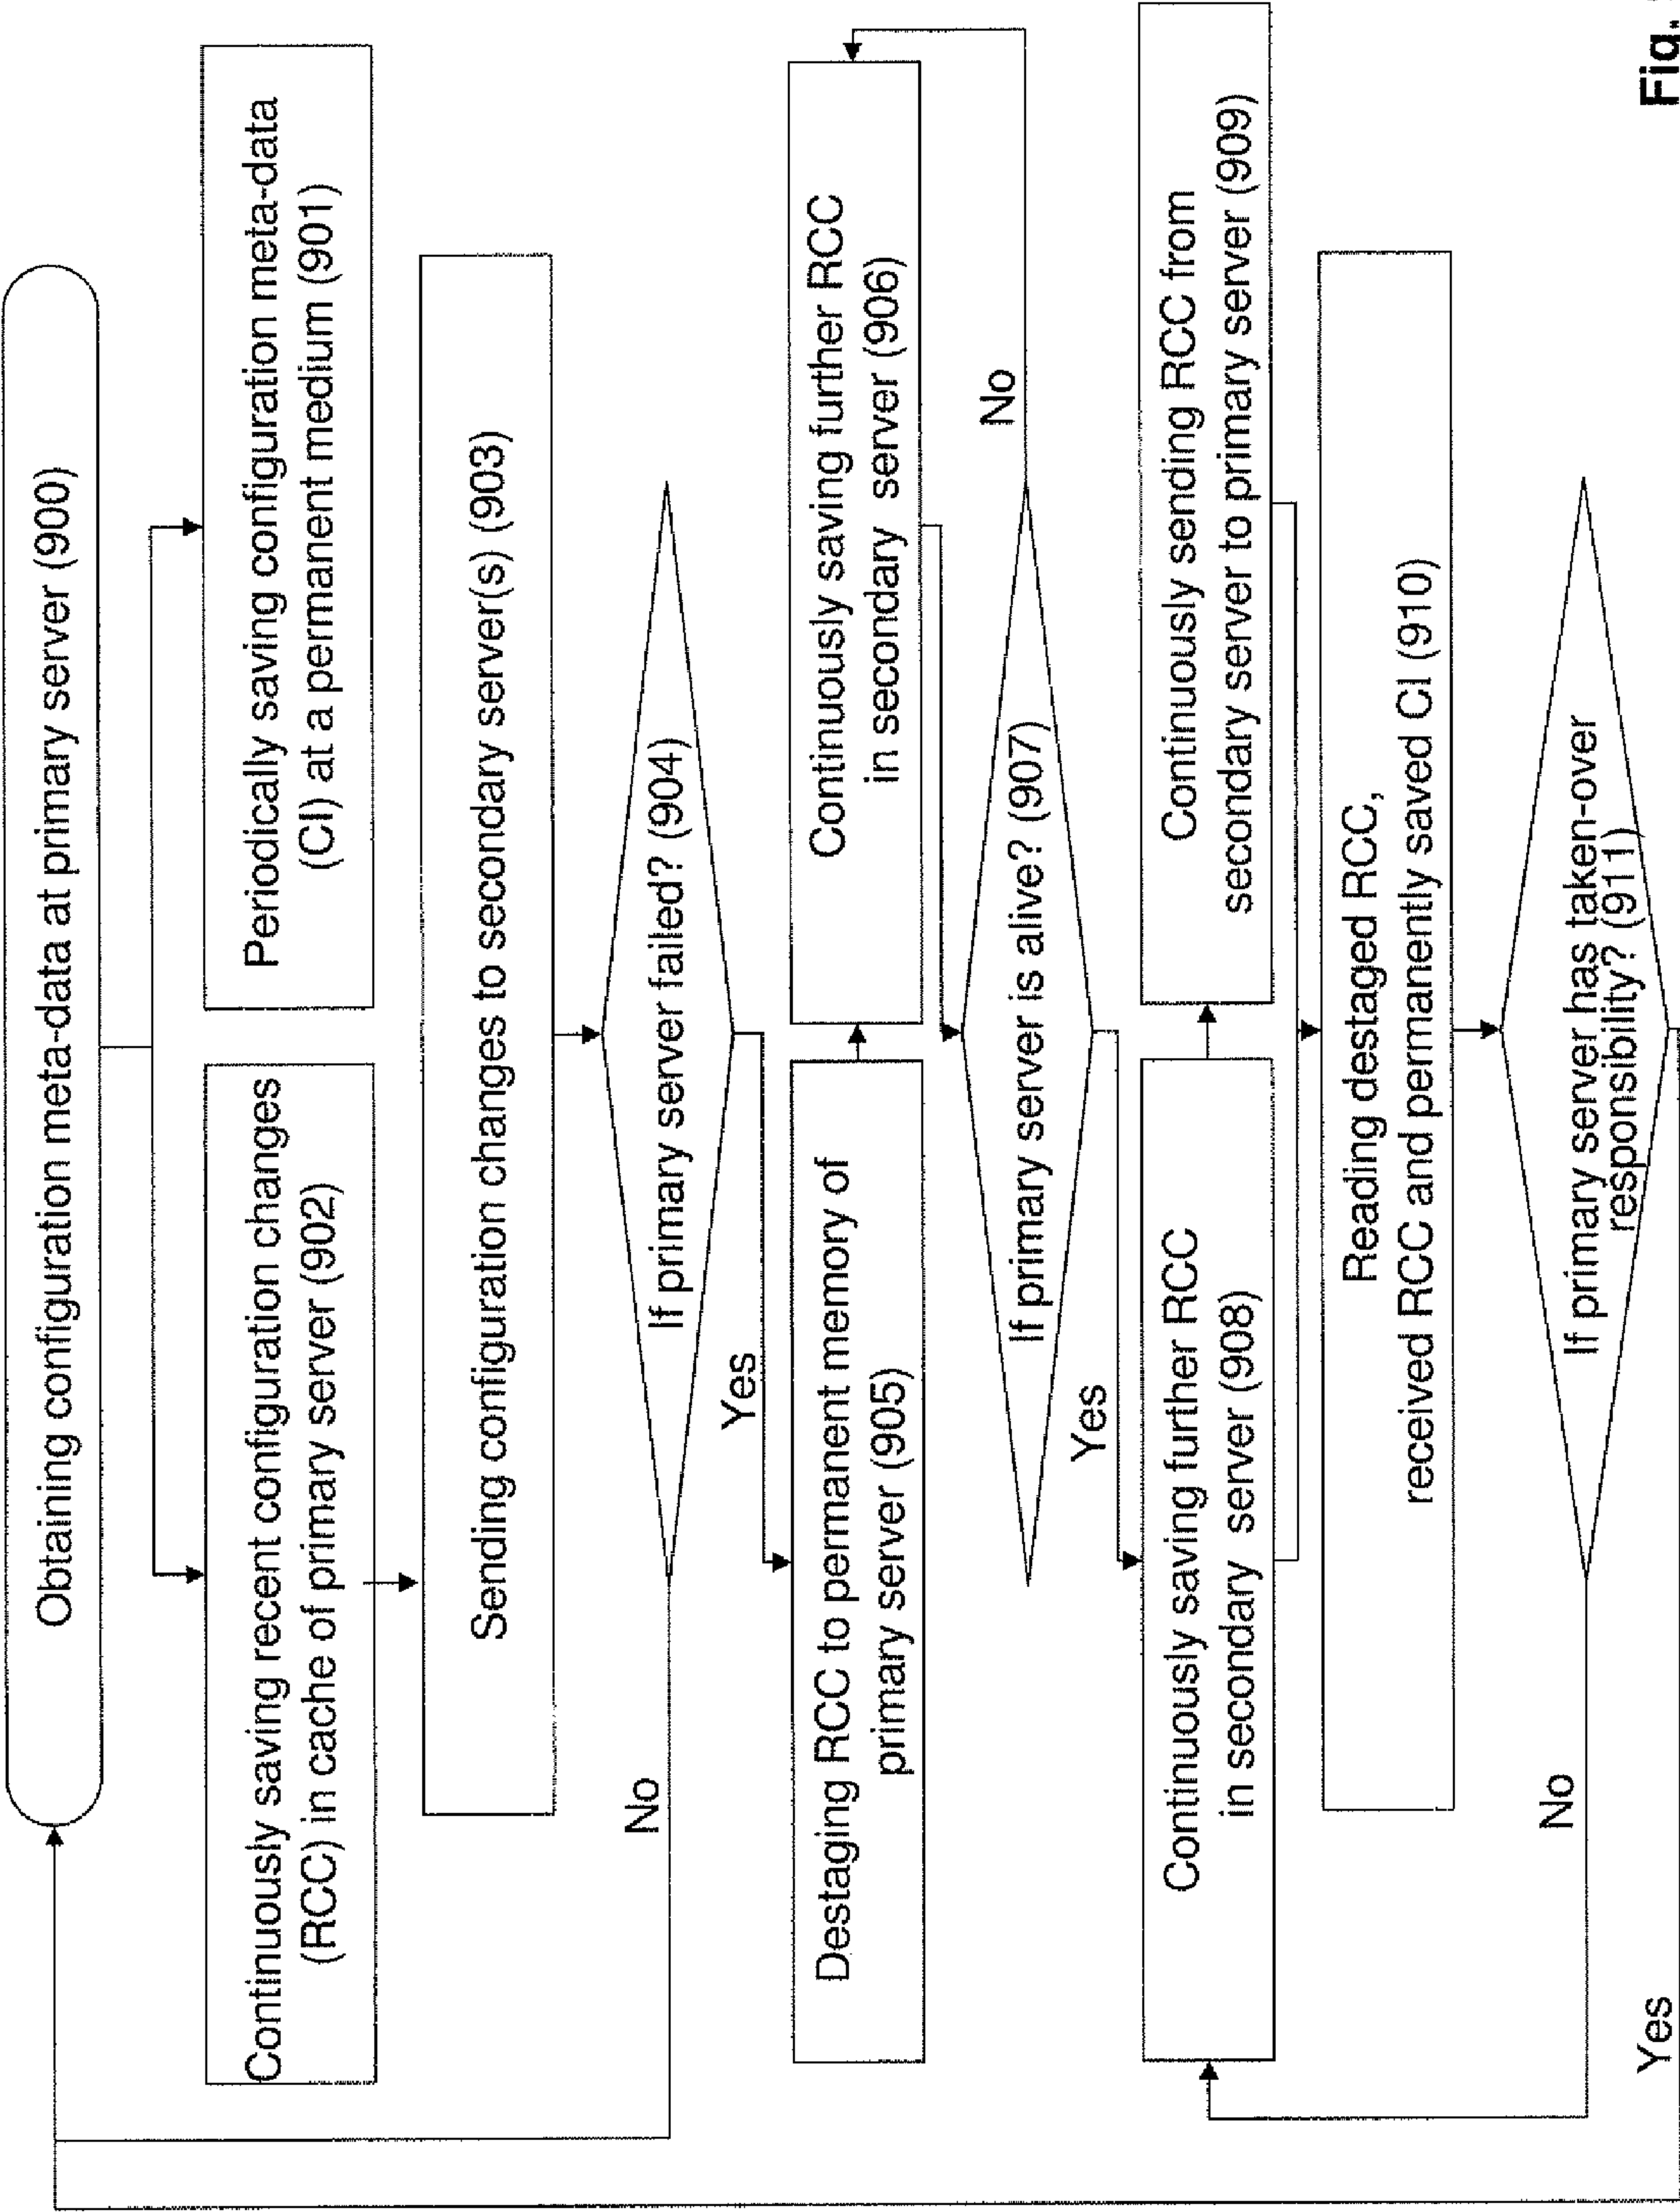 Obtaining configuration meta-data at primary server (900)
Continuously saving recent configuration changes
(RCC) in cache of primary server (902)
Periodically saving configuration meta-data
(CI) at a permanent medium (901)
Sending configuration changes to secondary server(s) (903)
If primary server failed? (904)
No
Yes
Destaging RCC to permanent memory of
primary server (905)
Continuously saving further RCC
in secondary server (906)
If primary server is alive? (907)
No
Yes
Continuously saving further RCC
in secondary server (908)
Continuously sending RCC from
secondary server to primary server (909)
Reading destaged RCC,
received RCC and permanently saved CI (910)
If primary server has taken-over
responsibility? (911)
No
Yes
Fig.